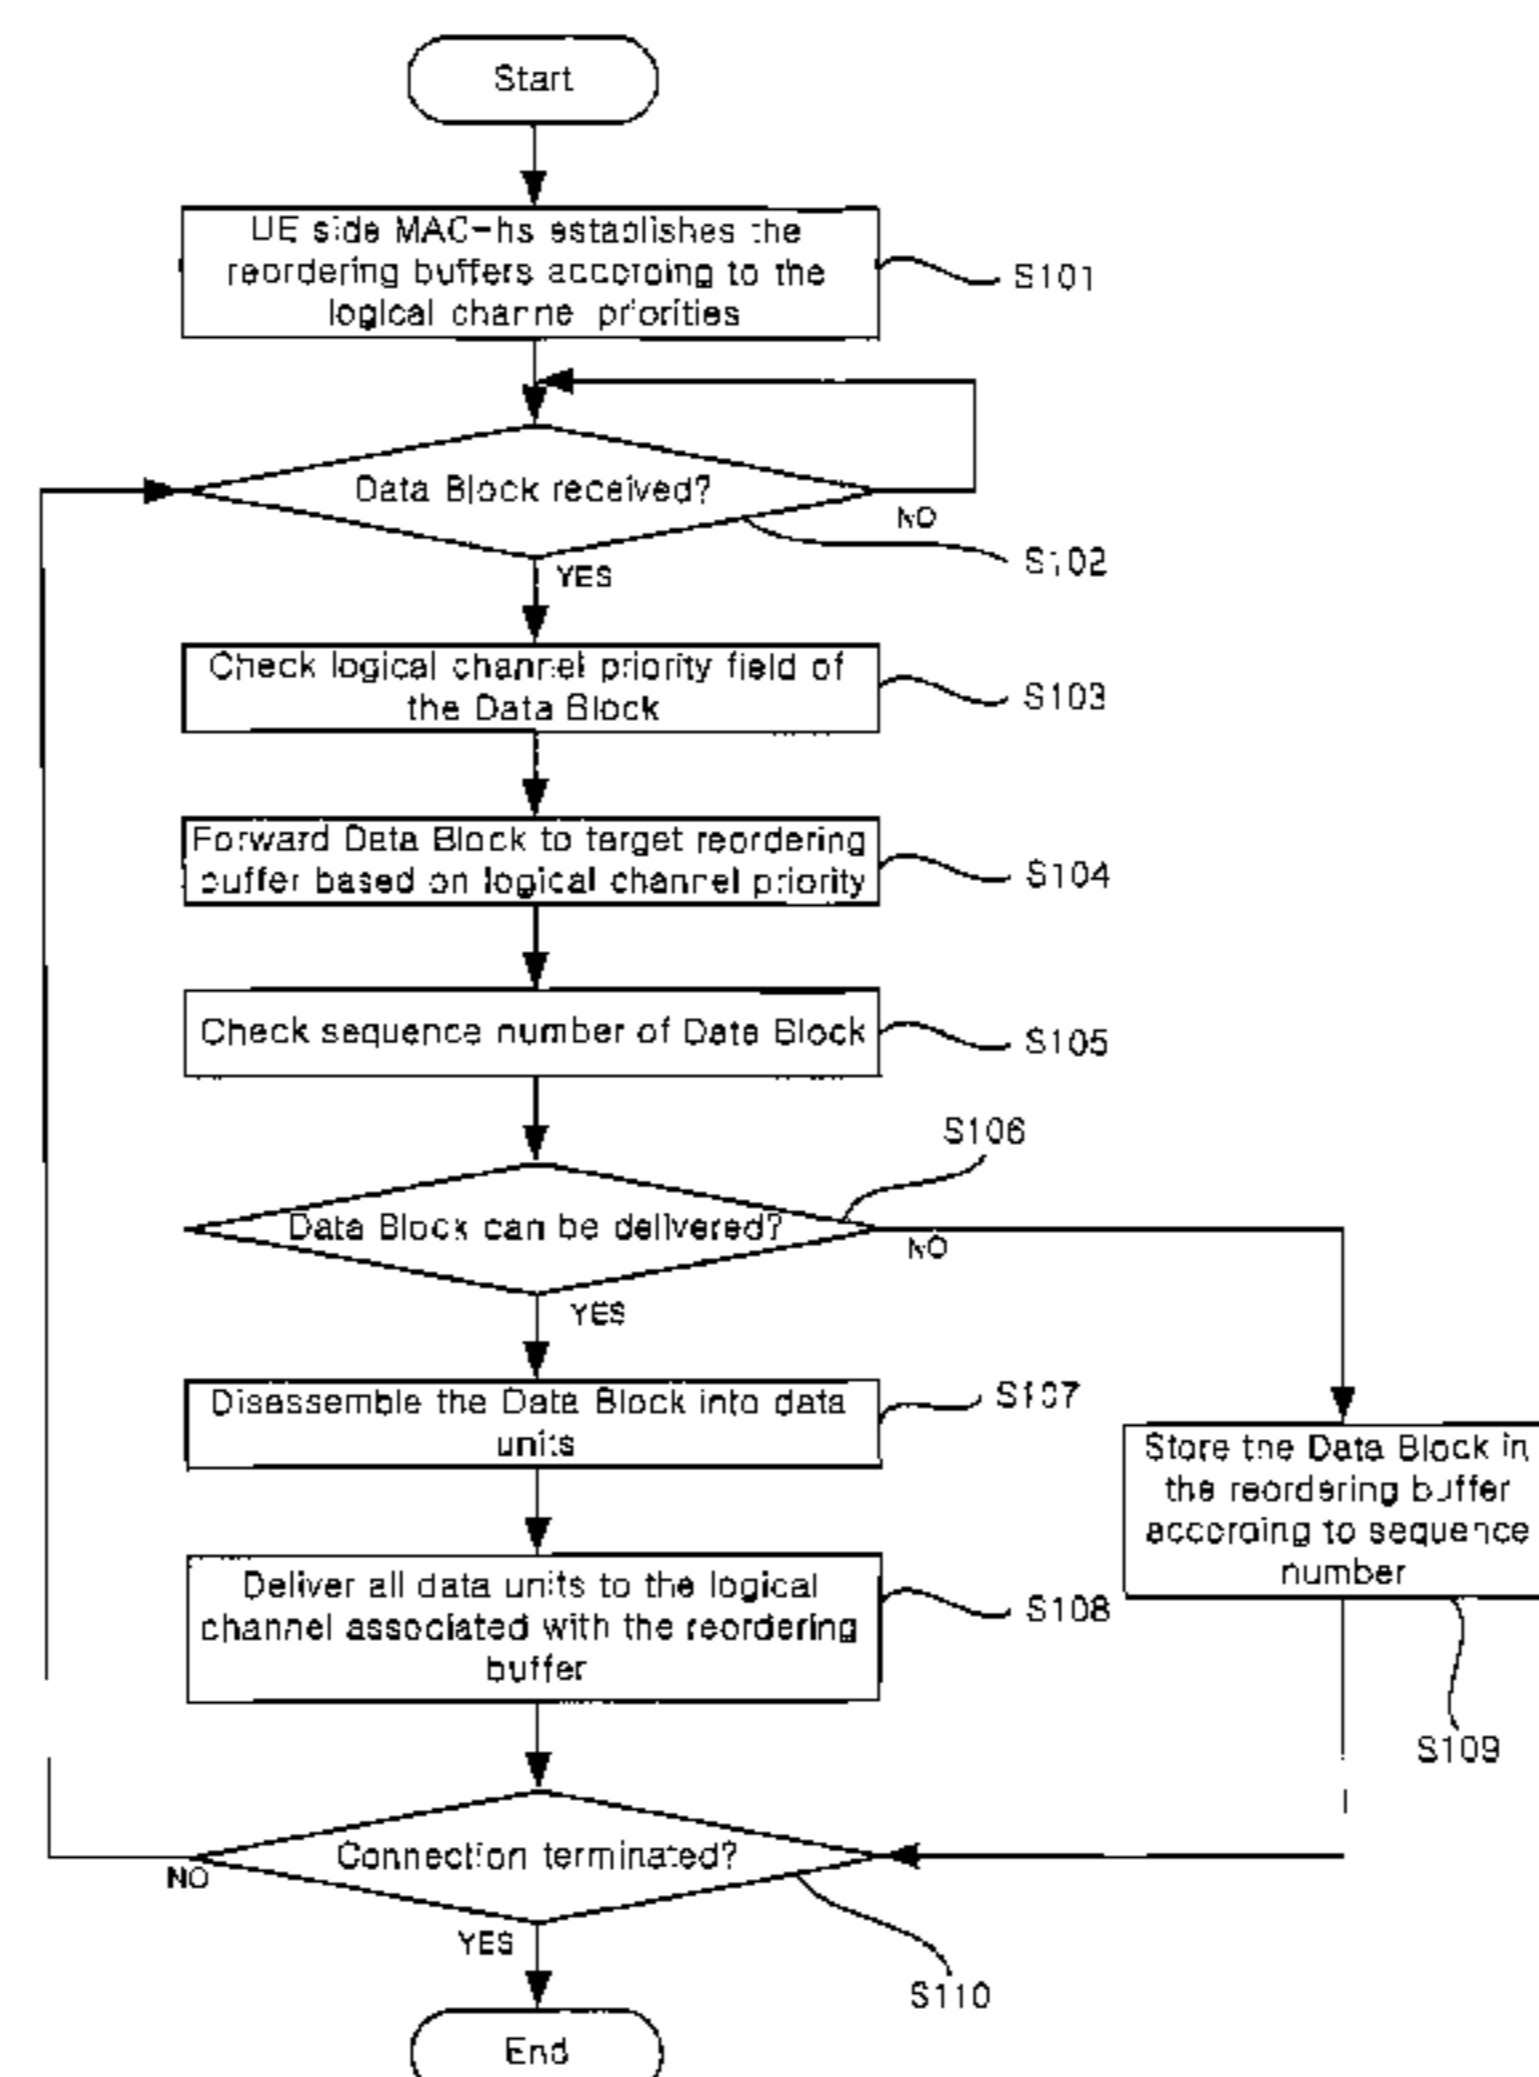 Start
UE side MAC-hs establishes the
reordering buffers according to the
logical channel priorities
S101
Data Block received?
NO
S102
YES
Check logical channel priority field of
the Data Block
S103
Forward Data Block to target reordering
buffer based on logical channel priority
S104
Check sequence number of Data Block
S105
S106
Data Block can be delivered?
NO
YES
Disassemble the Data Block into data
units
S107
Store the Data Block in
the reordering buffer
according to sequence
number
Deliver all data units to the logical
channel associated with the reordering
buffer
S108
S109
Connection terminated?
NO
YES
S110
End